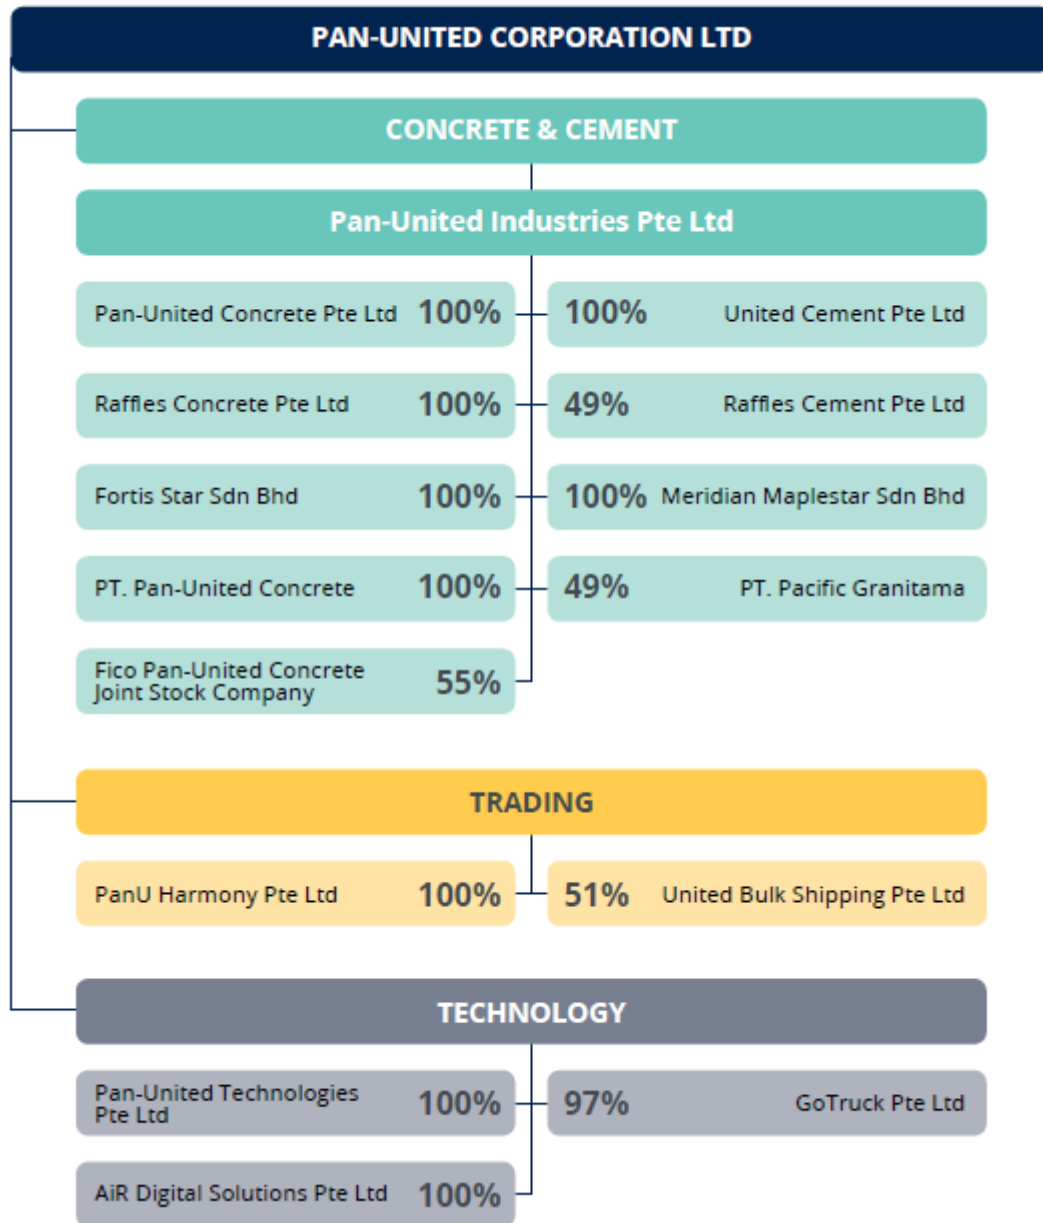 PAN-UNITED CORPORATION LTD
CONCRETE & CEMENT
Pan-United Industries Pte Ltd
Pan-United Concrete Pte Ltd 100% 100% United Cement Pte Ltd
Raffles Concrete Pte Ltd 100% 49% Raffles Cement Pte Ltd
Fortis Star Sdn Bhd 100% 100% Meridian Maplestar Sdn Bhd
PT. Pan-United Concrete 100% 49% PT. Pacific Granitama
Fico Pan-United Concrete
Joint Stock Company 55%
TRADING
PanU Harmony Pte Ltd 100% 51% United Bulk Shipping Pte Ltd
TECHNOLOGY
Pan-United Technologies
Pte Ltd 100% 97% GoTruck Pte Ltd
AiR Digital Solutions Pte Ltd 100%